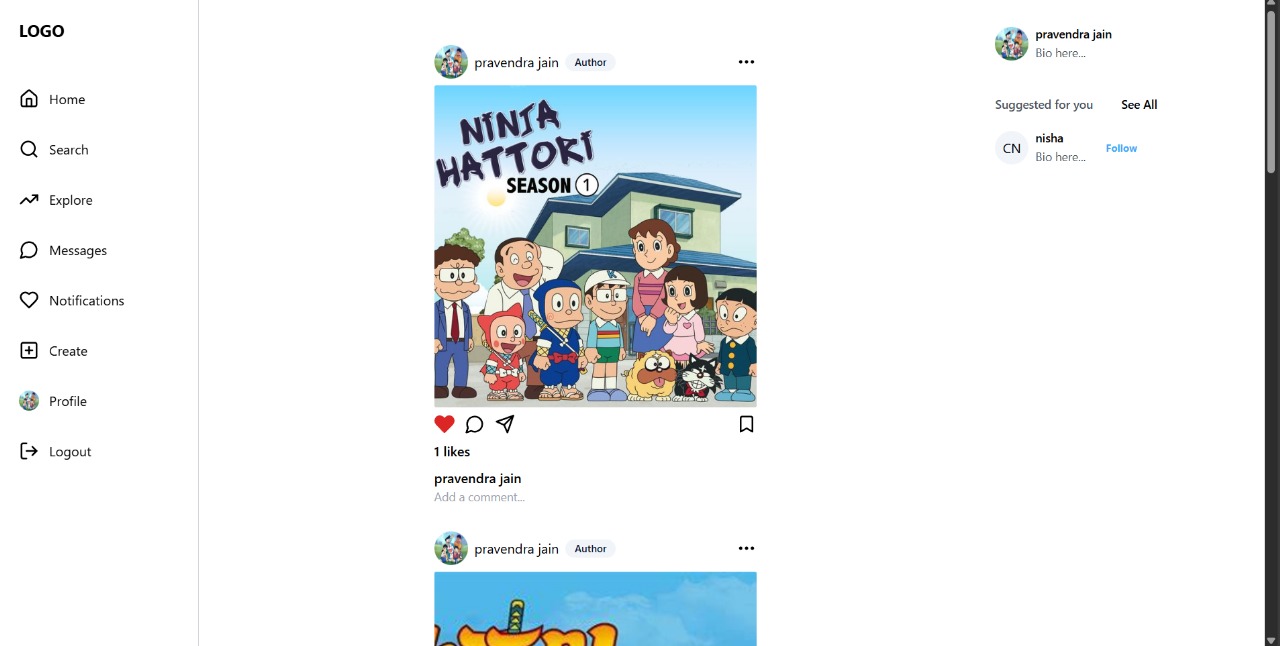 LOGO
Home
Search
Explore
Messages
Notifications
Create
Profile
Logout
pravendra jain Author
NINJA
HATTORI
SEASON 1
K
1 likes
pravendra jain
Add a comment...
pravendra jain Author
pravendra jain
Bio here...
Suggested for you See All
CN
nisha
Bio here...
Follow